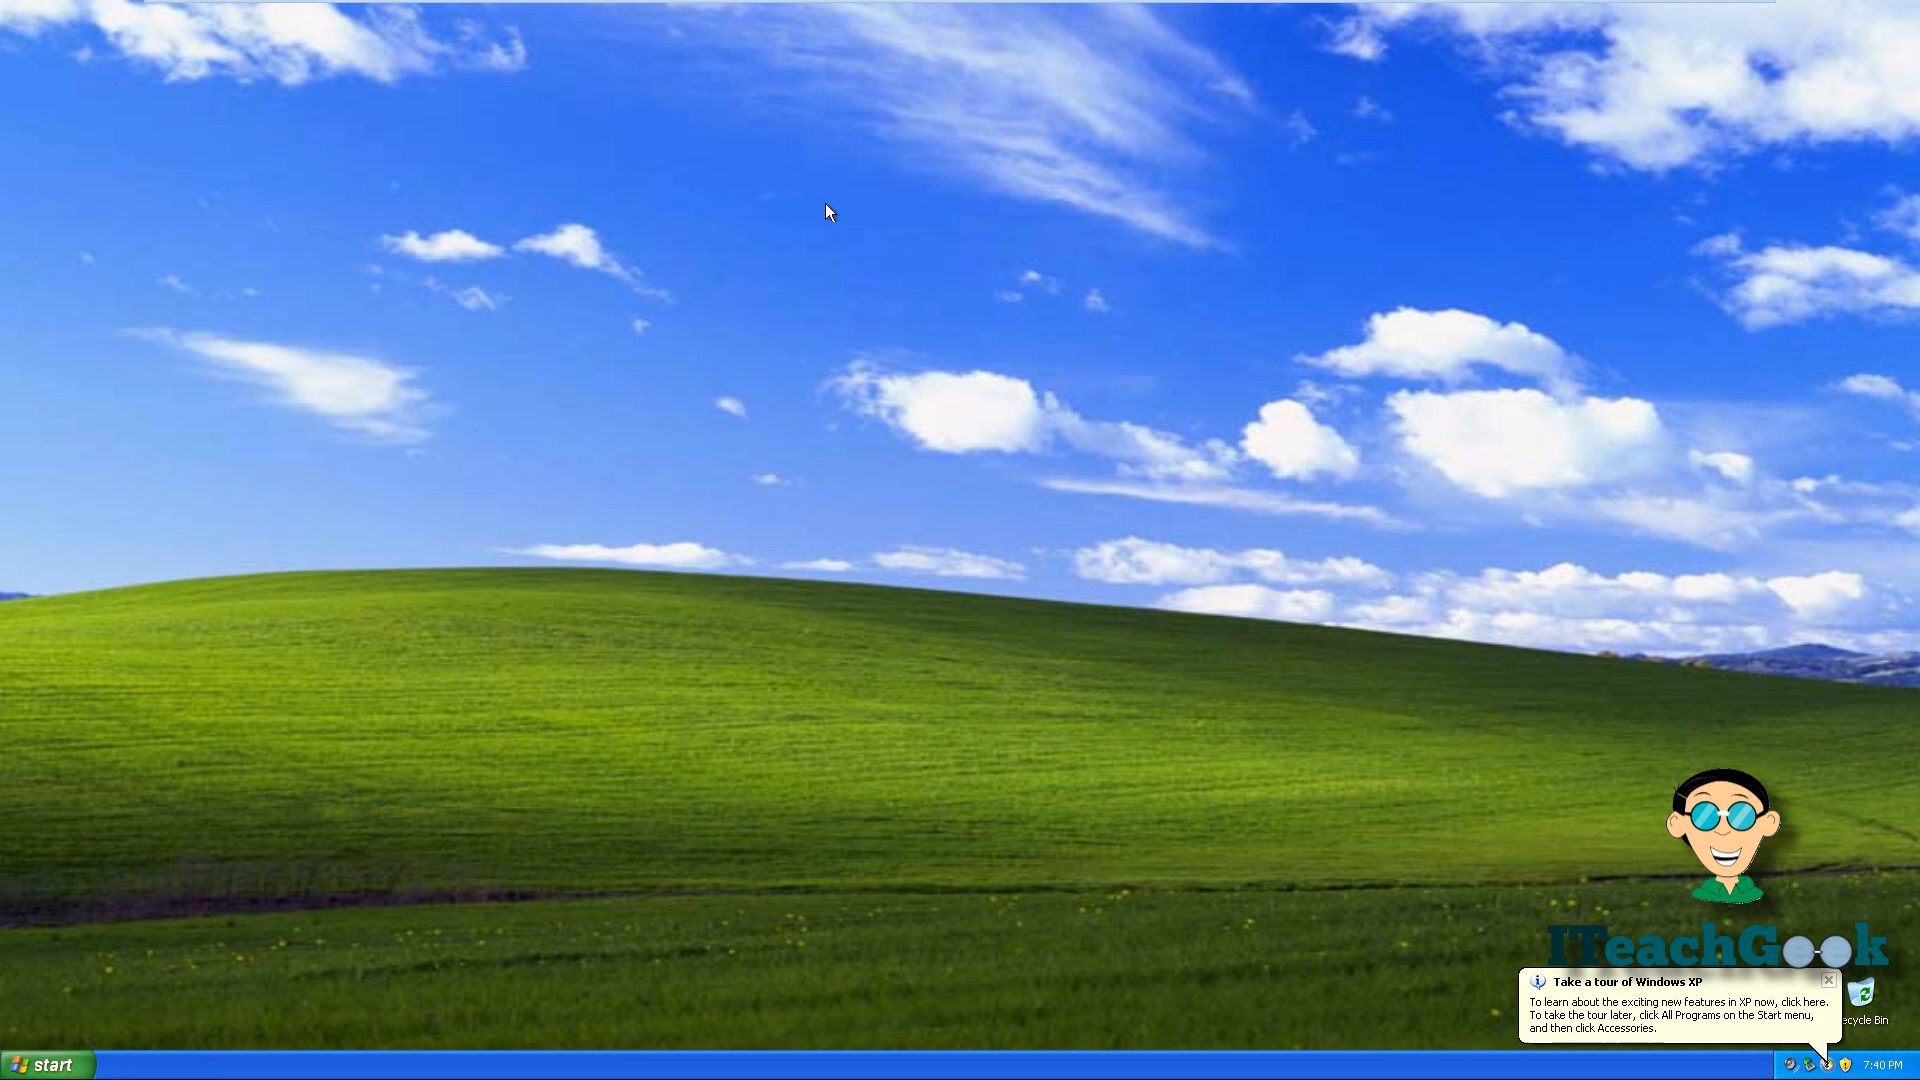 ITeachGeek
Take a tour of Windows XP
To learn about the exciting new features in XP now, click here.
To take the tour later, click All Programs on the Start menu,
and then click Accessories.
ecycle Bin
start
7:40 PM